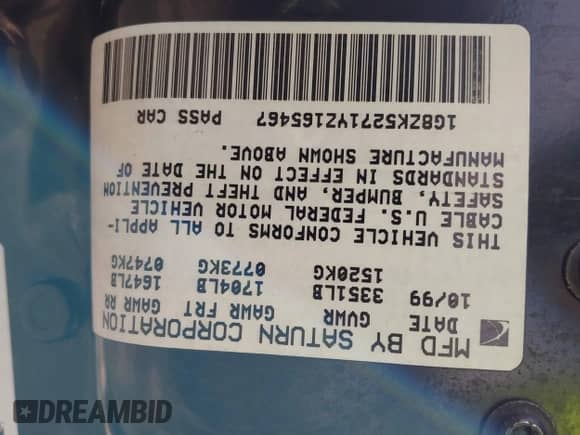 MFD BY SATURN CORPORATION
DATE GVWR GAWR FRT GAWR RR
10/99 3351LB 1704LB 1647LB
1520KG 0773KG 0747KG
THIS VEHICLE CONFORMS TO ALL APPLI-
CABLE U.S. FEDERAL MOTOR VEHICLE
SAFETY, BUMPER, AND THEFT PREVENTION
STANDARDS IN EFFECT ON THE DATE OF
MANUFACTURE SHOWN ABOVE.
1G8ZK5271YZ165467 PASS CAR
DREAMBID